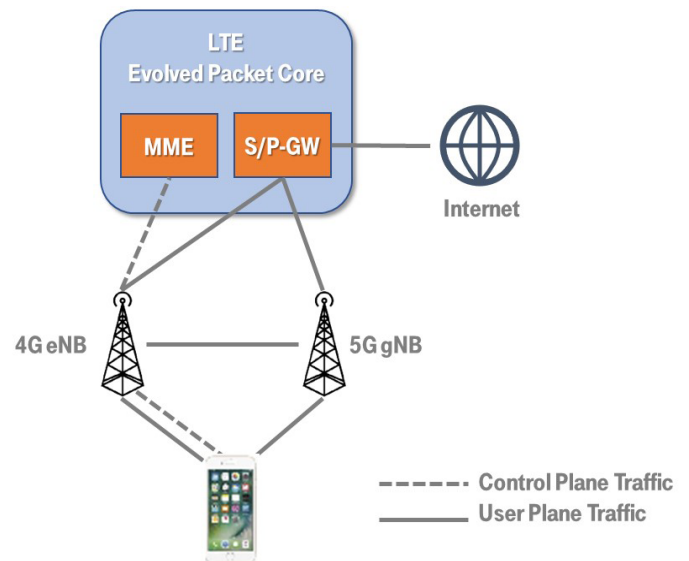 LTE
Evolved Packet Core
MME
S/P-GW
Internet
4G eNB
5G gNB
Control Plane Traffic
User Plane Traffic